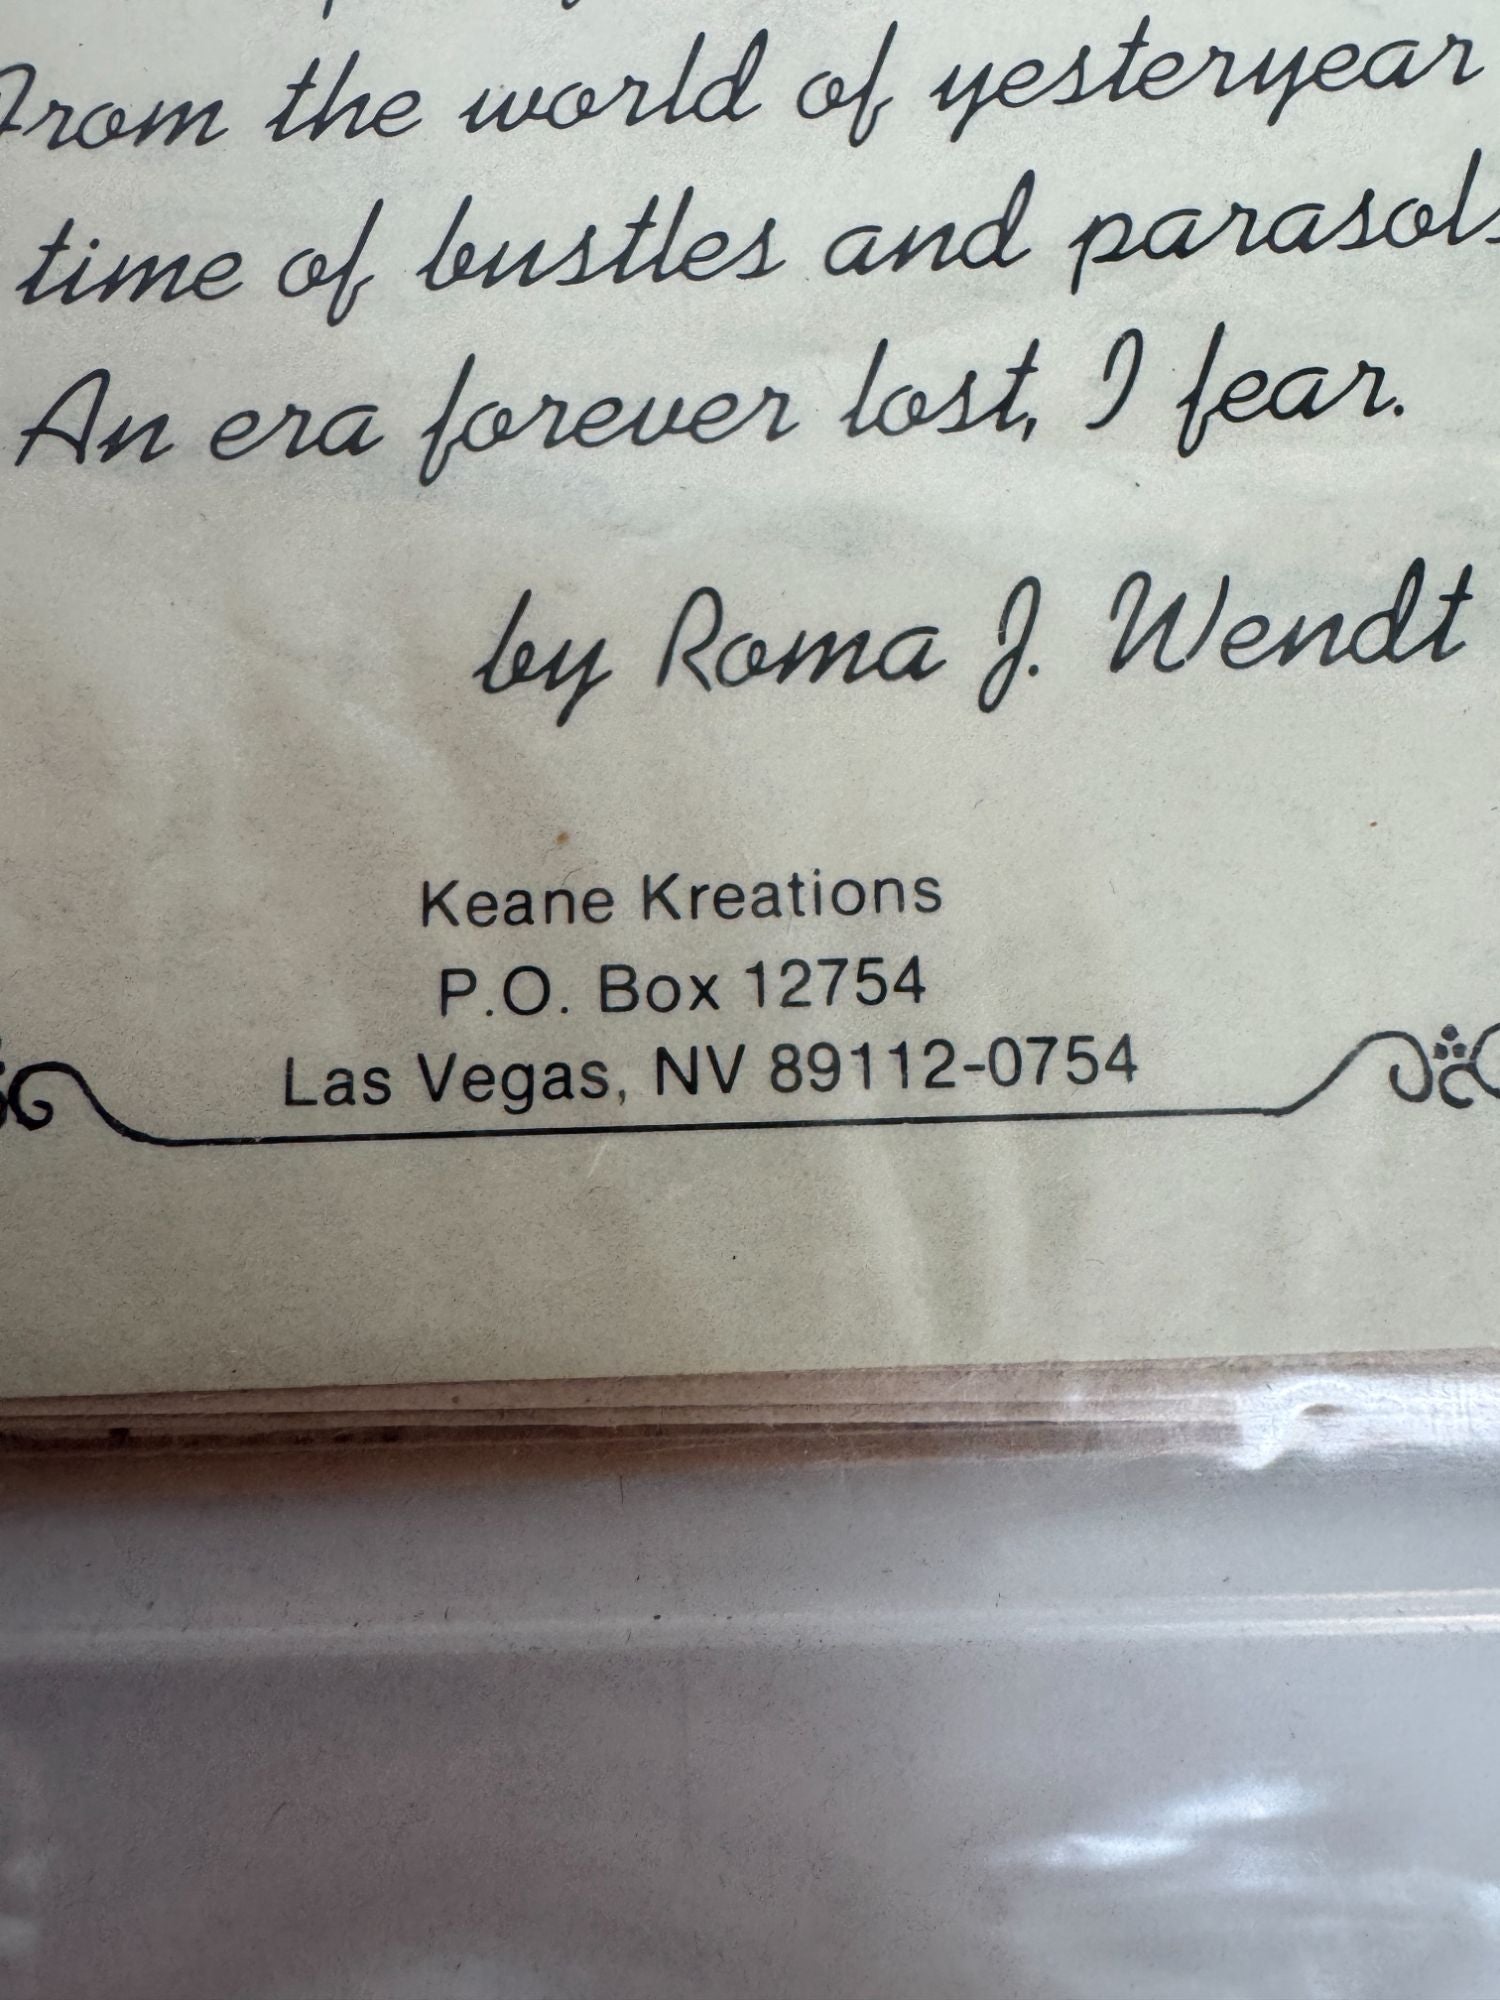 From the world of yesteryear
time of bustles and parasols
An era forever lost, I fear.
by Roma J. Wendt
Keane Kreations
P.O. Box 12754
Las Vegas, NV 89112-0754